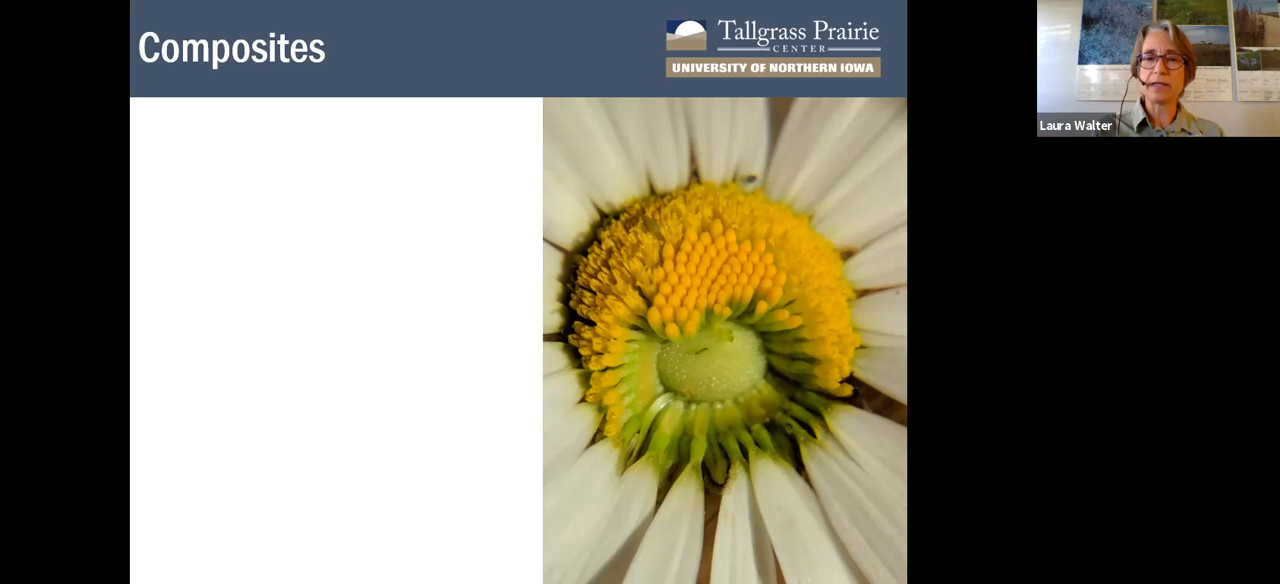 Composites
Tallgrass Prairie
CENTER
UNIVERSITY OF NORTHERN IOWA
Laura Walter